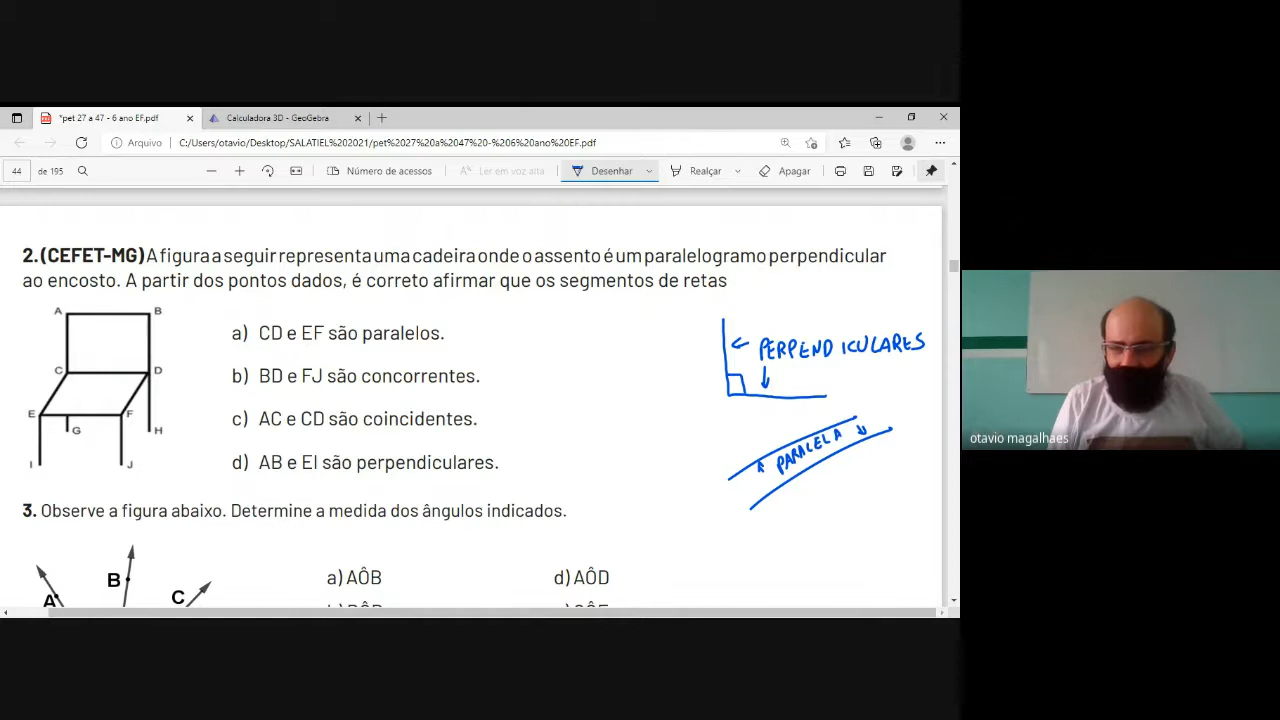 *pet 27 a 47 - 6 ano EF.pdf
Calculadora 3D - GeoGebra
Arquivo
C:/Users/otavio/Desktop/SALATIEL%202021/pet%2027%20a%2047%20-%206%20ano%20EF.pdf
44
de 195
Número de acessos
Ler em voz alta
Desenhar
Realçar
Apagar
2.(CEFET-MG) A figura a seguir representa uma cadeira onde o assento é um paralelogramo perpendicular
ao encosto. A partir dos pontos dados, é correto afirmar que os segmentos de retas
A B
C D
E F
G H
I J
a) CD e EF são paralelos.
b) BD e FJ são concorrentes.
c) AC e CD são coincidentes.
d) AB e EI são perpendiculares.
PERPENDICULARES
PARALELA
3. Observe a figura abaixo. Determine a medida dos ângulos indicados.
A
B
C
a) AÔB
d) AÔD
otavio magalhaes